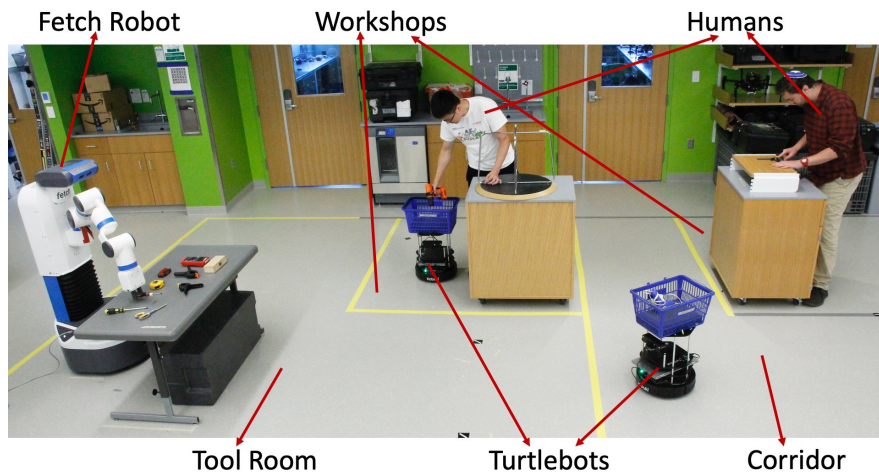 Fetch Robot
Workshops
Humans
fetch
Tool Room
Turtlebots
Corridor